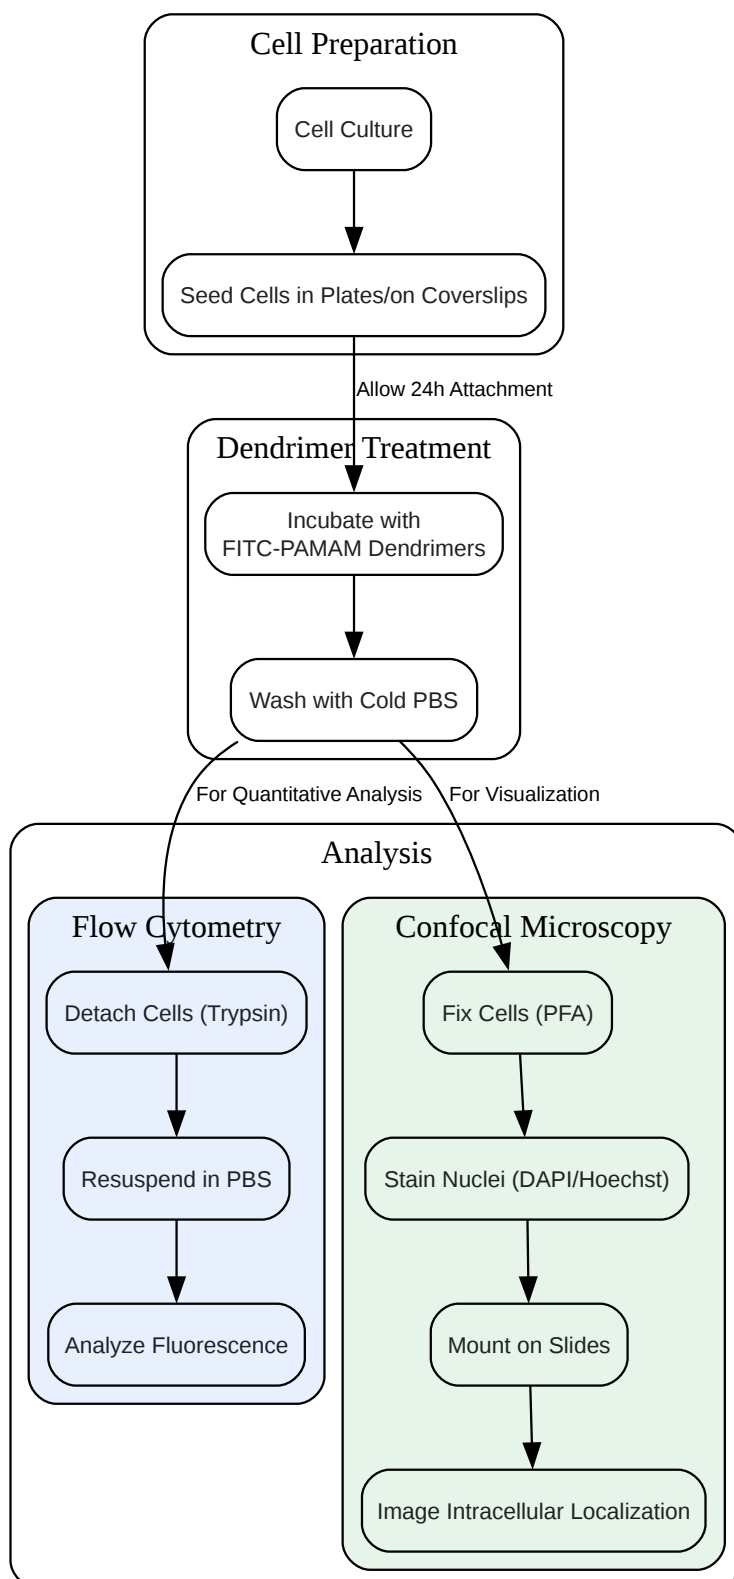 Cell Preparation
Cell Culture
Seed Cells in Plates/on Coverslips
Allow 24h Attachment
Dendrimer Treatment
Incubate with
FITC-PAMAM Dendrimers
Wash with Cold PBS
For Quantitative Analysis
For Visualization
Analysis
Flow Cytometry
Detach Cells (Trypsin)
Resuspend in PBS
Analyze Fluorescence
Confocal Microscopy
Fix Cells (PFA)
Stain Nuclei (DAPI/Hoechst)
Mount on Slides
Image Intracellular Localization